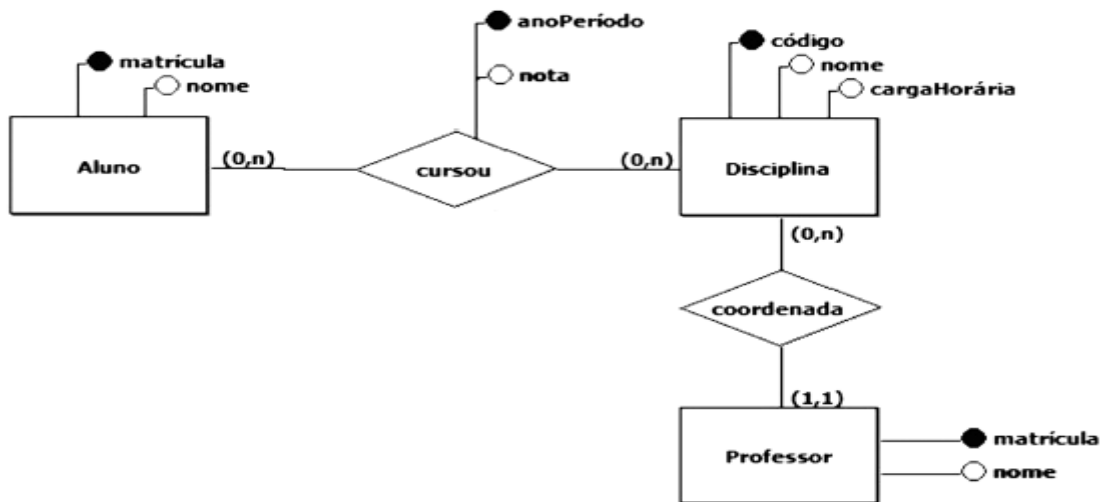 anoPeríodo
nota
matrícula
nome
código
nome
cargaHorária
Aluno
(0,n)
cursou
(0,n)
Disciplina
(0,n)
coordenada
(1,1)
Professor
matrícula
nome